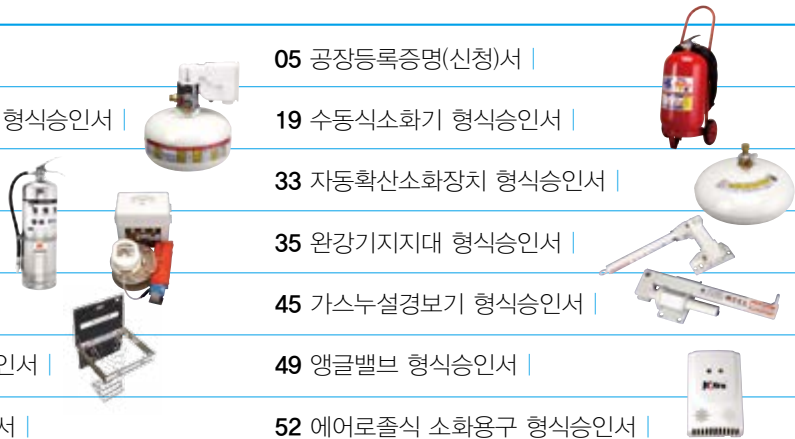 05 공장등록증명(신청)서 |
형식승인서 |
19 수동식소화기 형식승인서 |
33 자동확산소화장치 형식승인서 |
35 완강기지지대 형식승인서 |
45 가스누설경보기 형식승인서 |
인서 |
49 앵글밸브 형식승인서 |
서 |
52 에어로졸식 소화용구 형식승인서 |